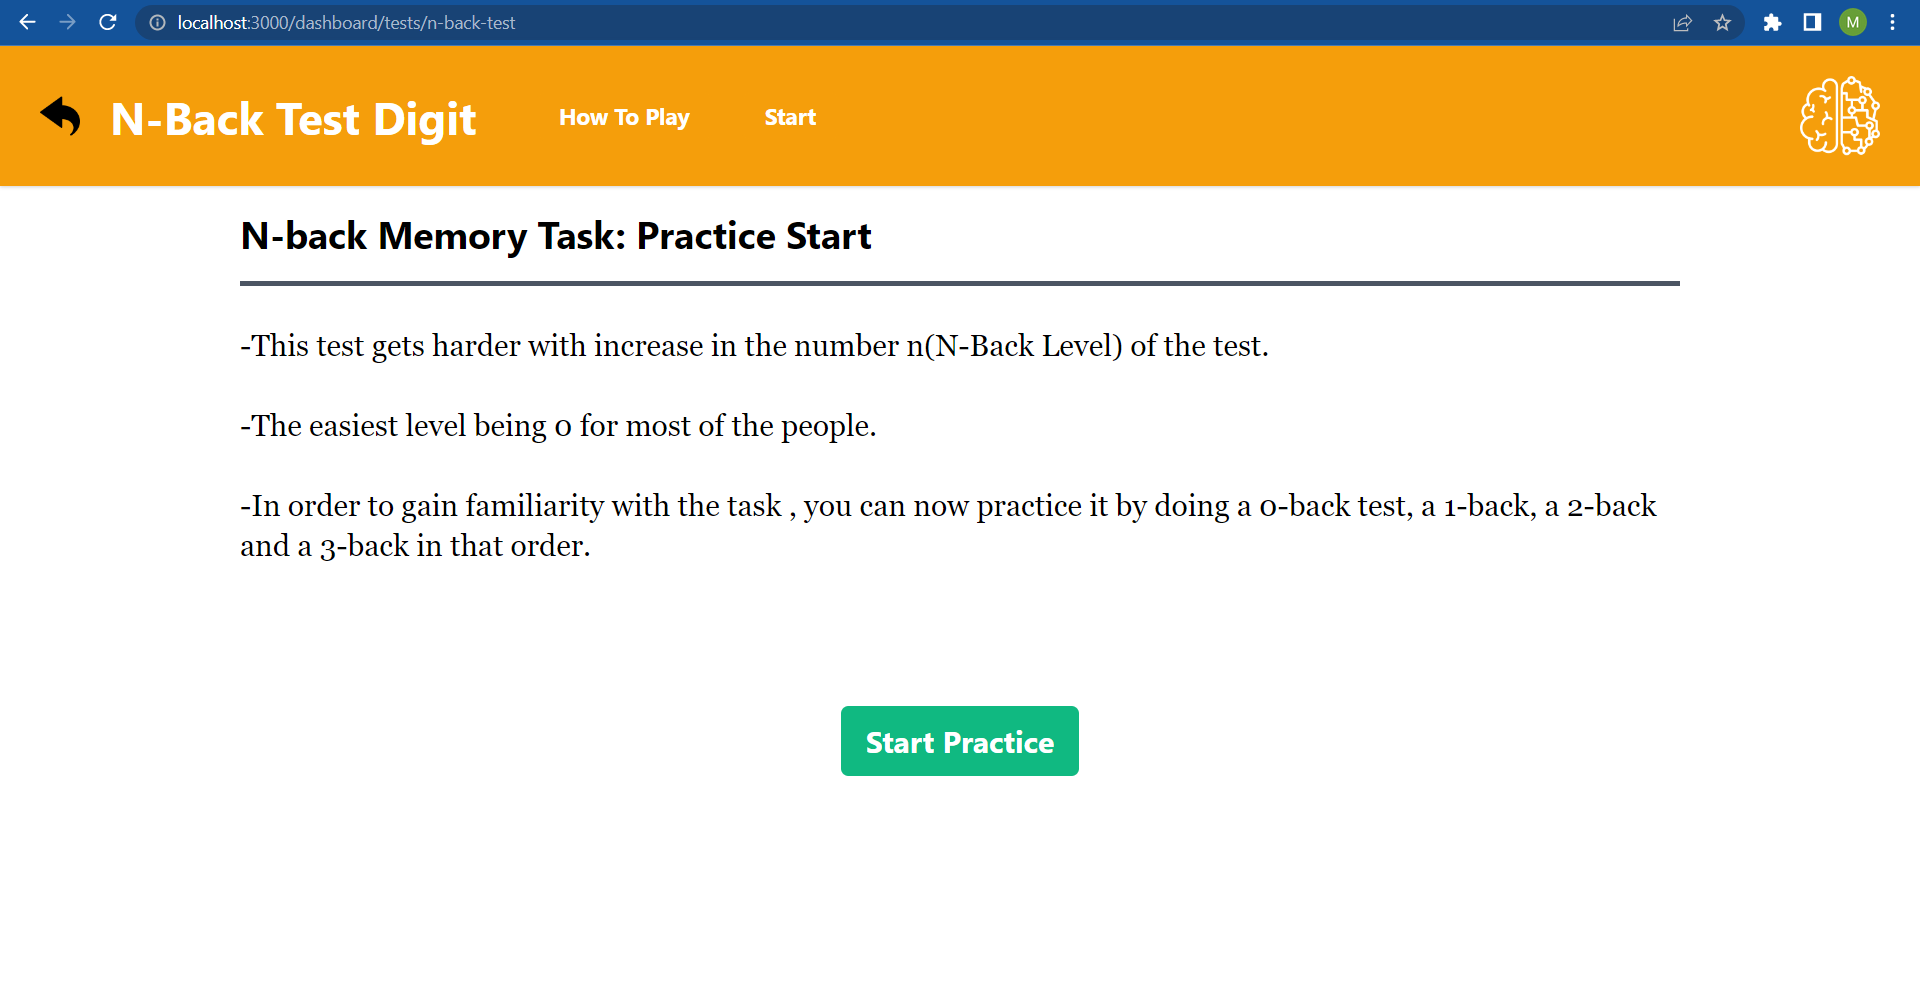 localhost:3000/dashboard/tests/n-back-test
M
N-Back Test Digit
How To Play
Start
N-back Memory Task: Practice Start
-This test gets harder with increase in the number n(N-Back Level) of the test.
-The easiest level being 0 for most of the people.
-In order to gain familiarity with the task , you can now practice it by doing a 0-back test, a 1-back, a 2-back
and a 3-back in that order.
Start Practice